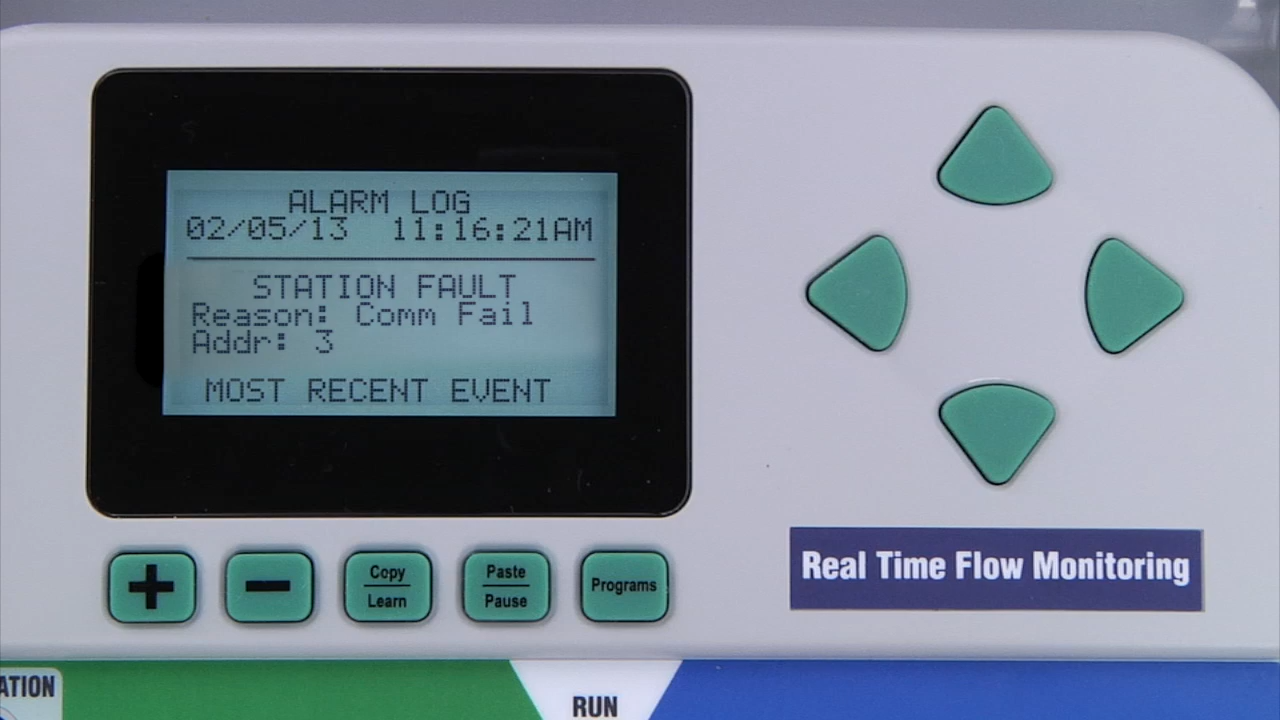 ALARM LOG
02/05/13 11:16:21AM
STATION FAULT
Reason: Comm Fail
Addr: 3
MOST RECENT EVENT
+
−
Copy
Learn
Paste
Pause
Programs
Real Time Flow Monitoring
ATION
RUN